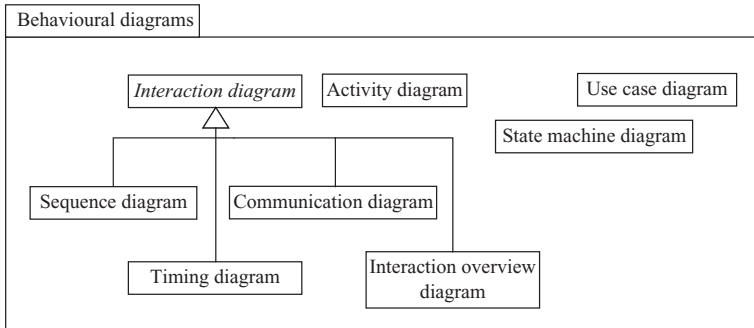 Behavioural diagrams
Interaction diagram
Activity diagram
Use case diagram
State machine diagram
Sequence diagram
Communication diagram
Timing diagram
Interaction overview
diagram